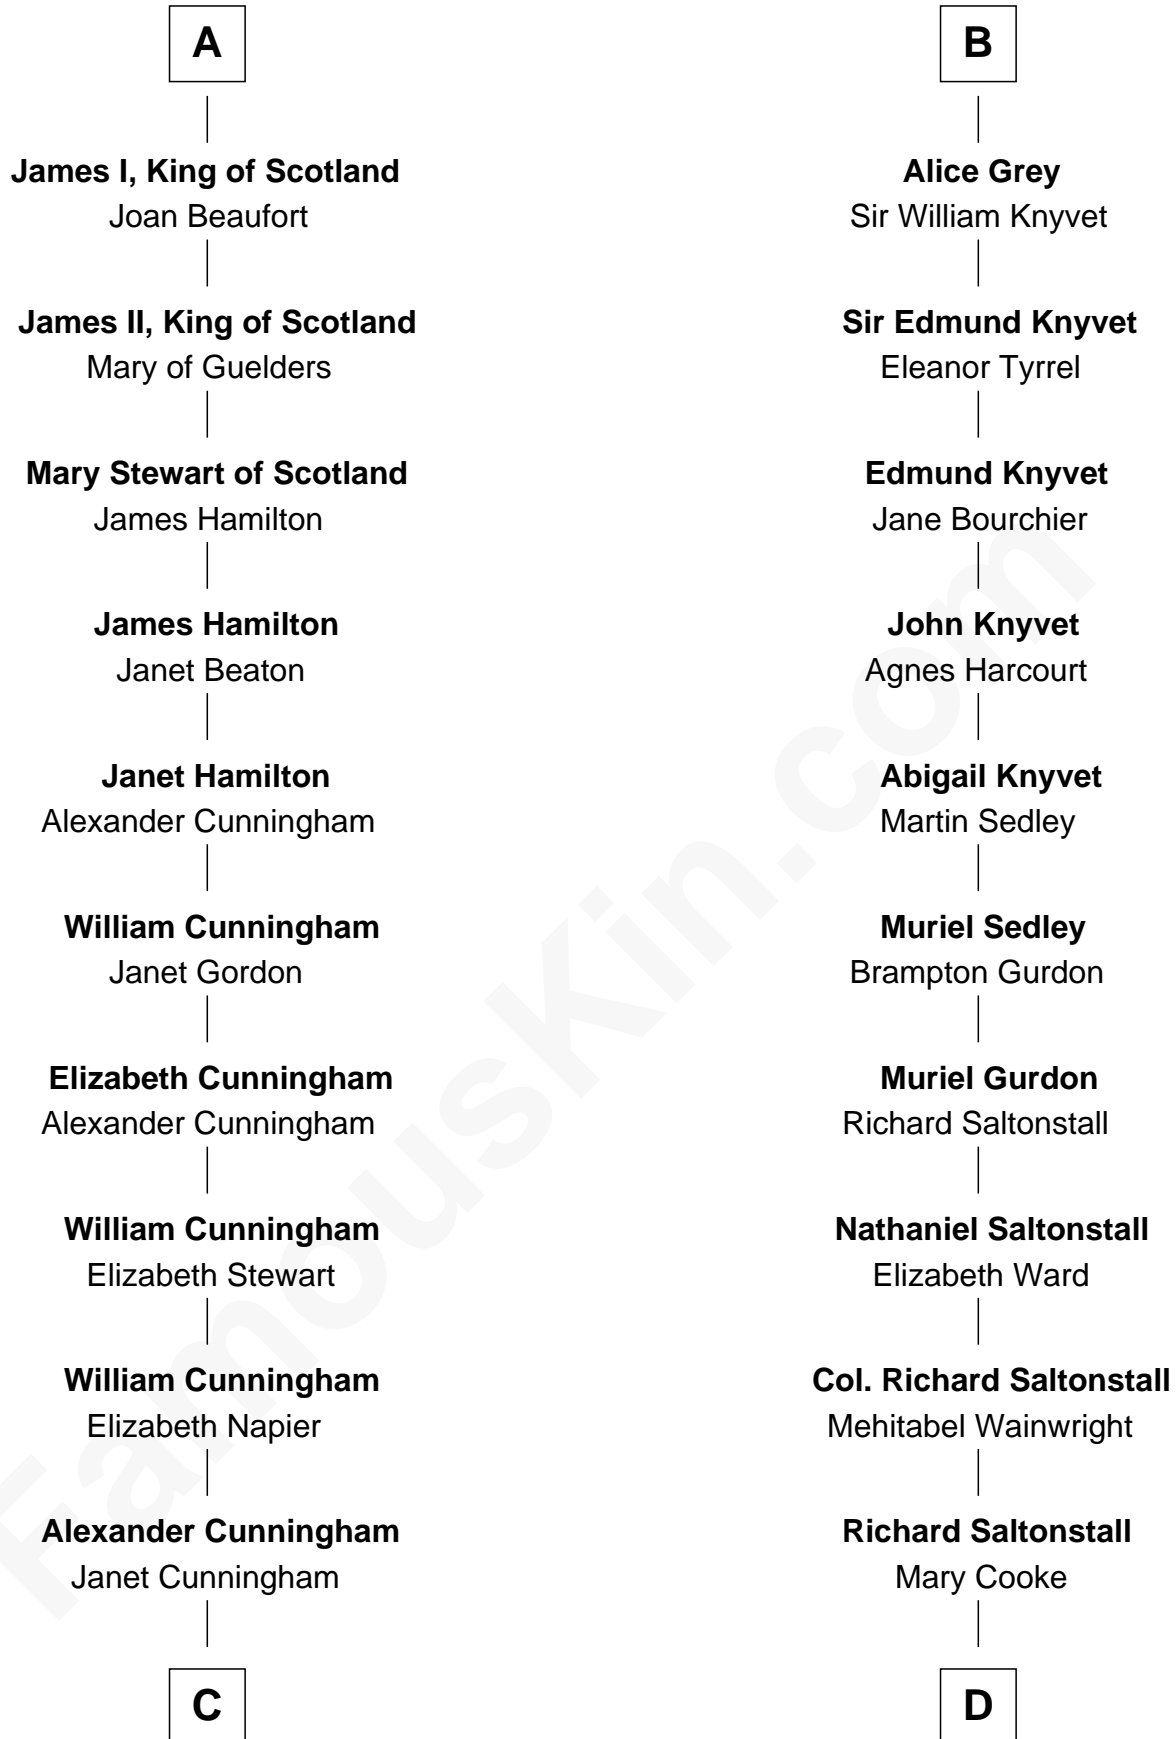 A
James I, King of Scotland
Joan Beaufort
James II, King of Scotland
Mary of Guelders
Mary Stewart of Scotland
James Hamilton
James Hamilton
Janet Beaton
Janet Hamilton
Alexander Cunningham
William Cunningham
Janet Gordon
Elizabeth Cunningham
Alexander Cunningham
William Cunningham
Elizabeth Stewart
William Cunningham
Elizabeth Napier
Alexander Cunningham
Janet Cunningham
C
B
Alice Grey
Sir William Knyvet
Sir Edmund Knyvet
Eleanor Tyrrel
Edmund Knyvet
Jane Bourchier
John Knyvet
Agnes Harcourt
Abigail Knyvet
Martin Sedley
Muriel Sedley
Brampton Gurdon
Muriel Gurdon
Richard Saltonstall
Nathaniel Saltonstall
Elizabeth Ward
Col. Richard Saltonstall
Mehitabel Wainwright
Richard Saltonstall
Mary Cooke
D
FamousKin.com